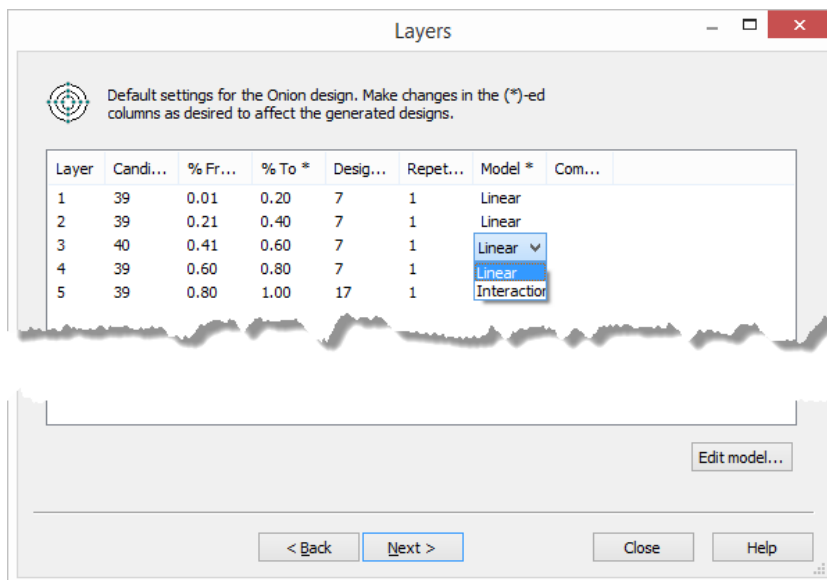 Layers
Default settings for the Onion design. Make changes in the (*)-ed
columns as desired to affect the generated designs.
Layer Candi... % Fr... % To * Desig... Repet... Model * Com...
1 39 0.01 0.20 7 1 Linear
2 39 0.21 0.40 7 1 Linear
3 40 0.41 0.60 7 1 Linear
4 39 0.60 0.80 7 1 Linear
5 39 0.80 1.00 17 1 Interaction
Edit model...
< Back Next > Close Help